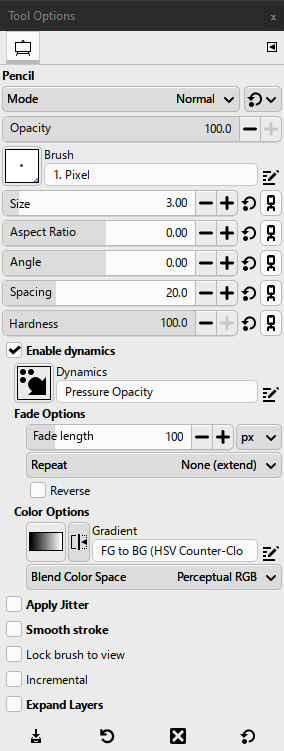 Tool Options x
Pencil
Mode Normal
Opacity 100.0
Brush
1. Pixel
Size 3.00
Aspect Ratio 0.00
Angle 0.00
Spacing 20.0
Hardness 100.0
Enable dynamics
Dynamics
Pressure Opacity
Fade Options
Fade length 100 px
Repeat None (extend)
Reverse
Color Options
Gradient
FG to BG (HSV Counter-Clo
Blend Color Space Perceptual RGB
Apply Jitter
Smooth stroke
Lock brush to view
Incremental
Expand Layers